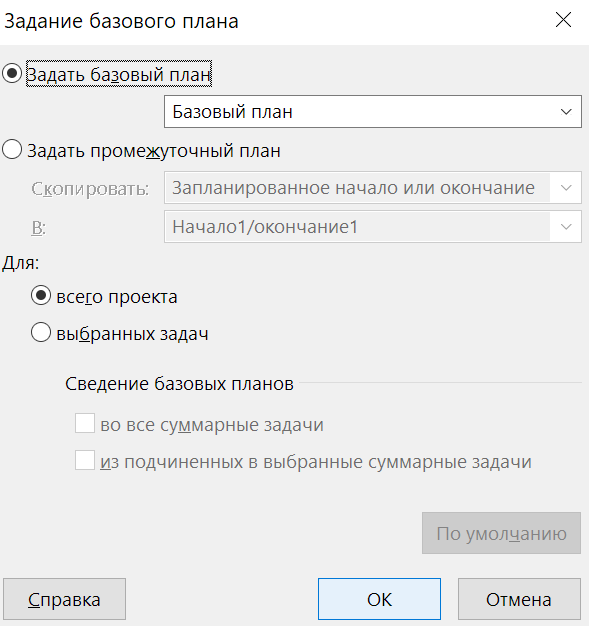 Задание базового плана
Задать базовый план
Базовый план
Задать промежуточный план
Скопировать: Запланированное начало или окончание
В: Начало1/окончание1
Для:
всего проекта
выбранных задач
Сведение базовых планов
во все суммарные задачи
из подчиненных в выбранные суммарные задачи
По умолчанию
Справка ОК Отмена